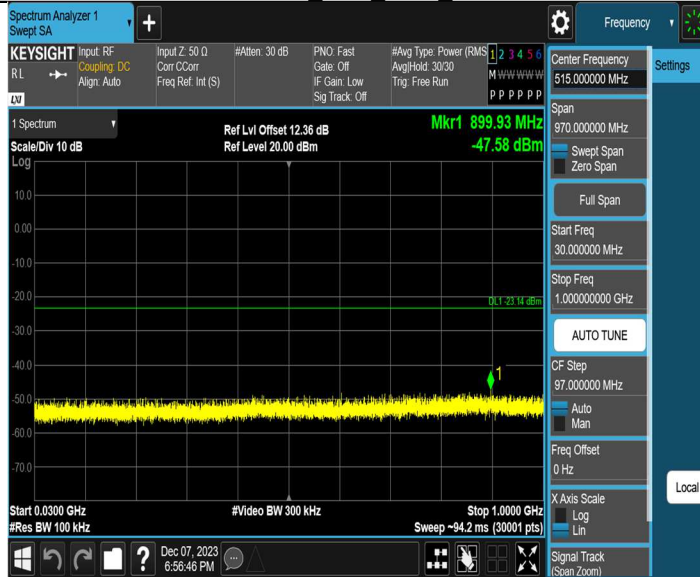 Spectrum Analyzer 1
Swept SA
+
Frequency
KEYSIGHT
RL
LXI
Input: RF
Coupling: DC
Align: Auto
Input Z: 50 Ω
Corr CCorr
Freq Ref: Int (S)
#Atten: 30 dB
PNO: Fast
Gate: Off
IF Gain: Low
Sig Track: Off
#Avg Type: Power (RMS
Avg|Hold: 30/30
Trig: Free Run
1 2 3 4 5 6
M W W W W W
P P P P P P
1 Spectrum
Scale/Div 10 dB
Log
Ref Lvl Offset 12.36 dB
Ref Level 20.00 dBm
Mkr1 899.93 MHz
-47.58 dBm
10.0
0.00
-10.0
-20.0
DL1 -23.14 dBm
-30.0
-40.0
1
-50.0
-60.0
-70.0
Start 0.0300 GHz
#Res BW 100 kHz
#Video BW 300 kHz
Stop 1.0000 GHz
Sweep ~94.2 ms (30001 pts)
?
Dec 07, 2023
6:56:46 PM
Center Frequency
515.000000 MHz
Span
970.000000 MHz
Swept Span
Zero Span
Full Span
Start Freq
30.000000 MHz
Stop Freq
1.000000000 GHz
AUTO TUNE
CF Step
97.000000 MHz
Auto
Man
Freq Offset
0 Hz
X Axis Scale
Log
Lin
Signal Track
(Span Zoom)
Settings
Local